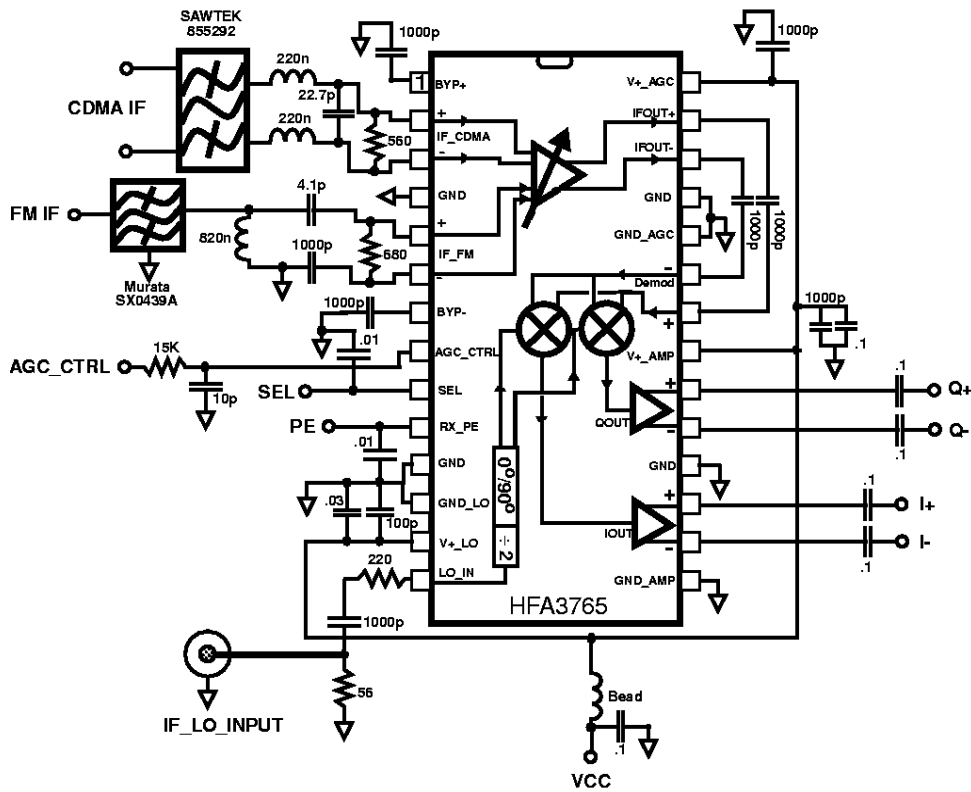 SAWTEK
855292
220n
22.7p
220n
CDMA IF
560
1000p
1
BYP+
+
IF_CDMA
-
GND
FM IF
4.1p
820n
1000p
680
+
IF_FM
-
Murata
SX0439A
1000p
BYP-
.01
AGC_CTRL
15K
10p
AGC_CTRL
SEL
SEL
PE
RX_PE
.01
GND
.03
GND_LO
100p
V+_LO
220
LO_IN
1000p
56
IF_LO_INPUT
0º/90º
÷ 2
HFA3765
1000p
V+_AGC
IFOUT+
IFOUT-
GND
GND_AGC
1000p
1000p
-
Demod
+
V+_AMP
1000p
.1
+
QOUT
-
.1
Q+
Q-
.1
GND
+
IOUT
-
.1
I+
I-
.1
GND_AMP
Bead
.1
VCC